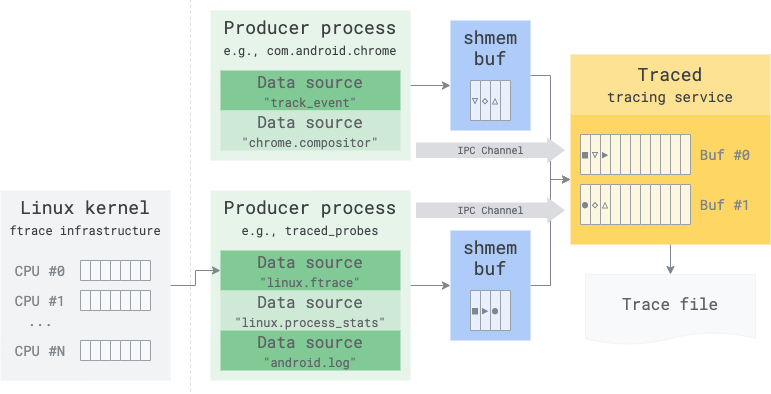 Producer process
e.g., com.android.chrome
Data source
"track_event"
Data source
"chrome.compositor"
shmem
buf
IPC Channel
Traced
tracing service
Buf #0
Buf #1
Linux kernel
ftrace infrastructure
CPU #0
CPU #1
...
CPU #N
Producer process
e.g., traced_probes
Data source
"linux.ftrace"
Data source
"linux.process_stats"
Data source
"android.log"
IPC Channel
shmem
buf
Trace file